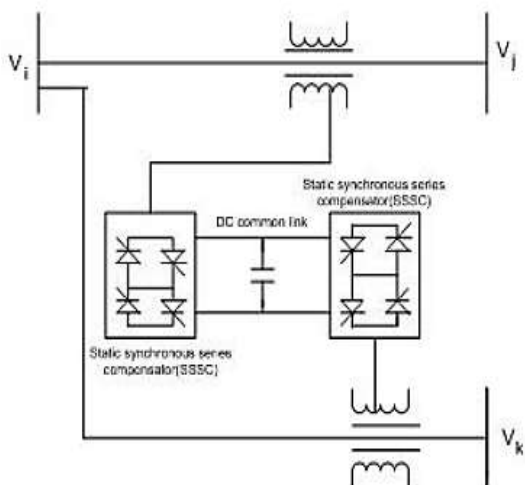 V i
V j
Static synchronous series
compensator(SSSC)
DC common link
Static synchronous series
compensator(SSSC)
V k